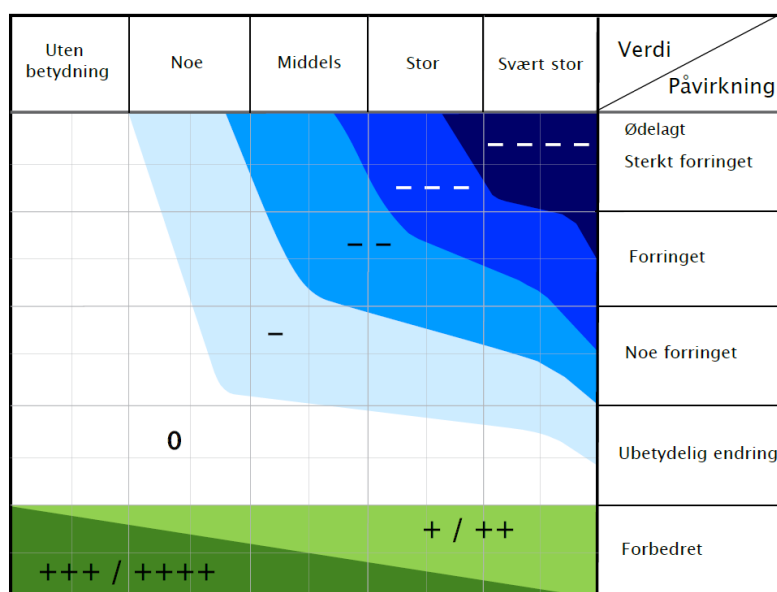 Uten
betydning
Noe
Middels
Stor
Svært stor
Verdi
Påvirkning
Ødelagt
Sterkt forringet
– – – –
– – –
– –
Forringet
–
Noe forringet
0
Ubetydelig endring
+ / ++
Forbedret
+++ / ++++